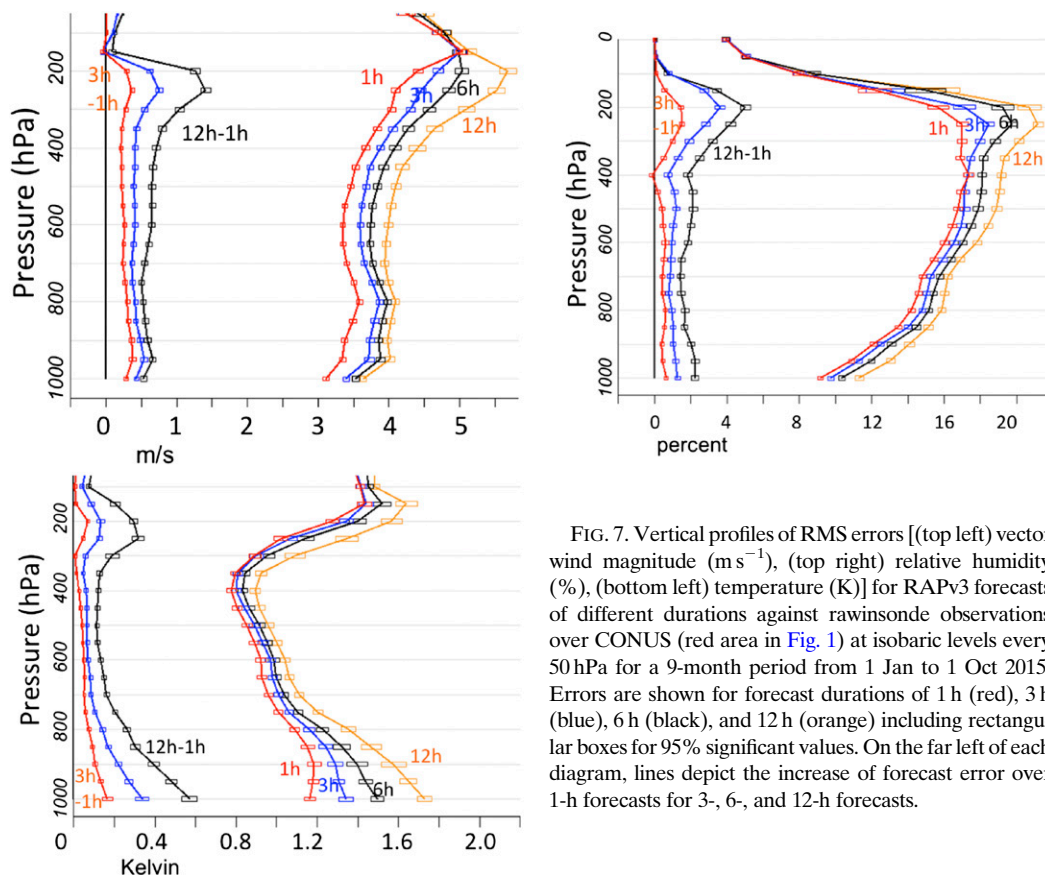 200
400
600
800
1000
Pressure (hPa)
3h
-1h
12h-1h
1h
3h
6h
12h
0
1
2
3
4
5
m/s
0
200
400
600
800
1000
Pressure (hPa)
3h
-1h
12h-1h
1h
3h
6h
12h
0
4
8
12
16
20
percent
200
400
600
800
1000
Pressure (hPa)
3h
-1h
12h-1h
1h
3h
6h
12h
0
0.4
0.8
1.2
1.6
2.0
Kelvin
FIG. 7. Vertical profiles of RMS errors [(top left) vecto
wind magnitude (m s−1), (top right) relative humidity
(%), (bottom left) temperature (K)] for RAPv3 forecasts
of different durations against rawinsonde observations
over CONUS (red area in Fig. 1) at isobaric levels every
50 hPa for a 9-month period from 1 Jan to 1 Oct 2015
Errors are shown for forecast durations of 1 h (red), 3 h
(blue), 6 h (black), and 12 h (orange) including rectangu
lar boxes for 95% significant values. On the far left of each
diagram, lines depict the increase of forecast error over
1-h forecasts for 3-, 6-, and 12-h forecasts.